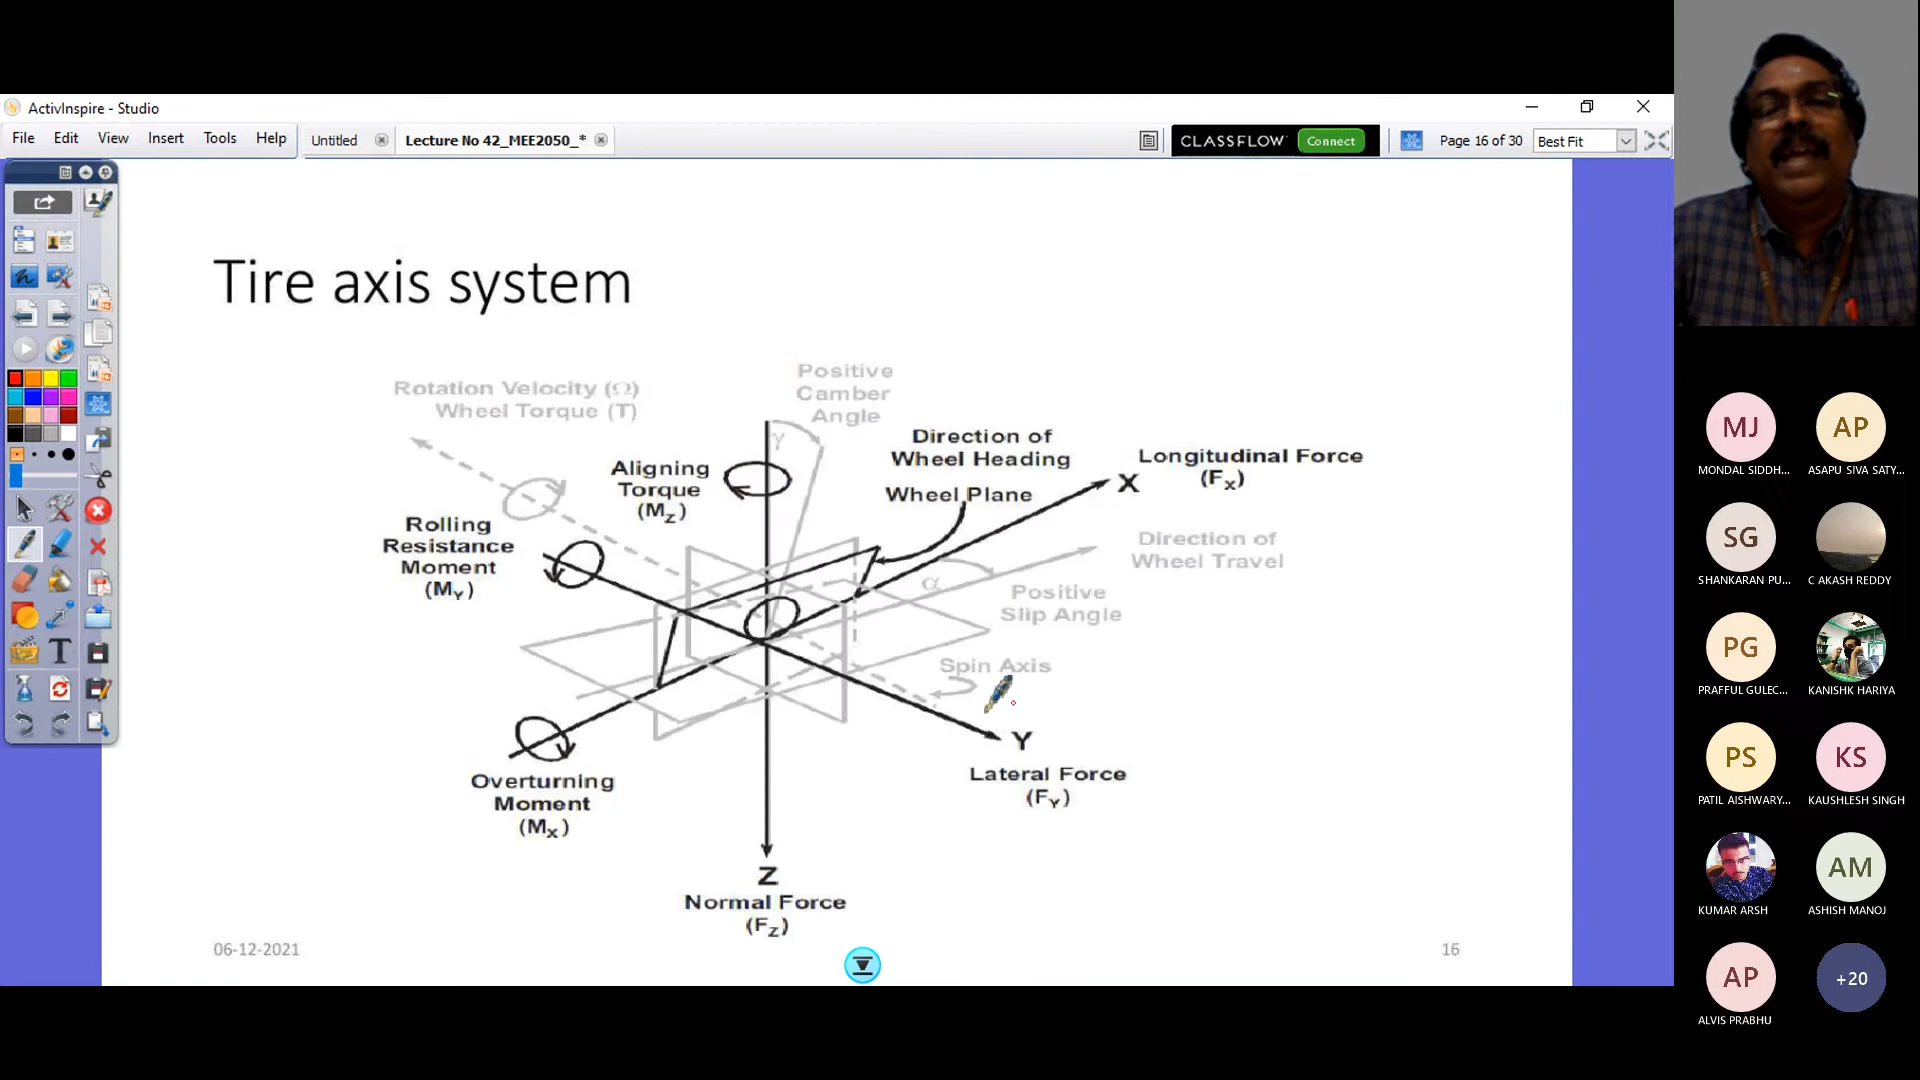 ActivInspire - Studio
File Edit View Insert Tools Help
Untitled
Lecture No 42_MEE2050_*
CLASSFLOW Connect
Page 16 of 30
Best Fit
Tire axis system
Rotation Velocity (Ω)
Wheel Torque (T)
Positive
Camber
Angle
γ
Aligning
Torque
(MZ)
Direction of
Wheel Heading
Wheel Plane
X
Longitudinal Force
(FX)
Rolling
Resistance
Moment
(MY)
Direction of
Wheel Travel
α
Positive
Slip Angle
Spin Axis
Y
Lateral Force
(FY)
Overturning
Moment
(MX)
Z
Normal Force
(FZ)
06-12-2021
16
T
MJ
MONDAL SIDDH...
AP
ASAPU SIVA SATY...
SG
SHANKARAN PU...
C AKASH REDDY
PG
PRAFFUL GULEC...
KANISHK HARIYA
PS
PATIL AISHWARY...
KS
KAUSHLESH SINGH
KUMAR ARSH
AM
ASHISH MANOJ
AP
ALVIS PRABHU
+20